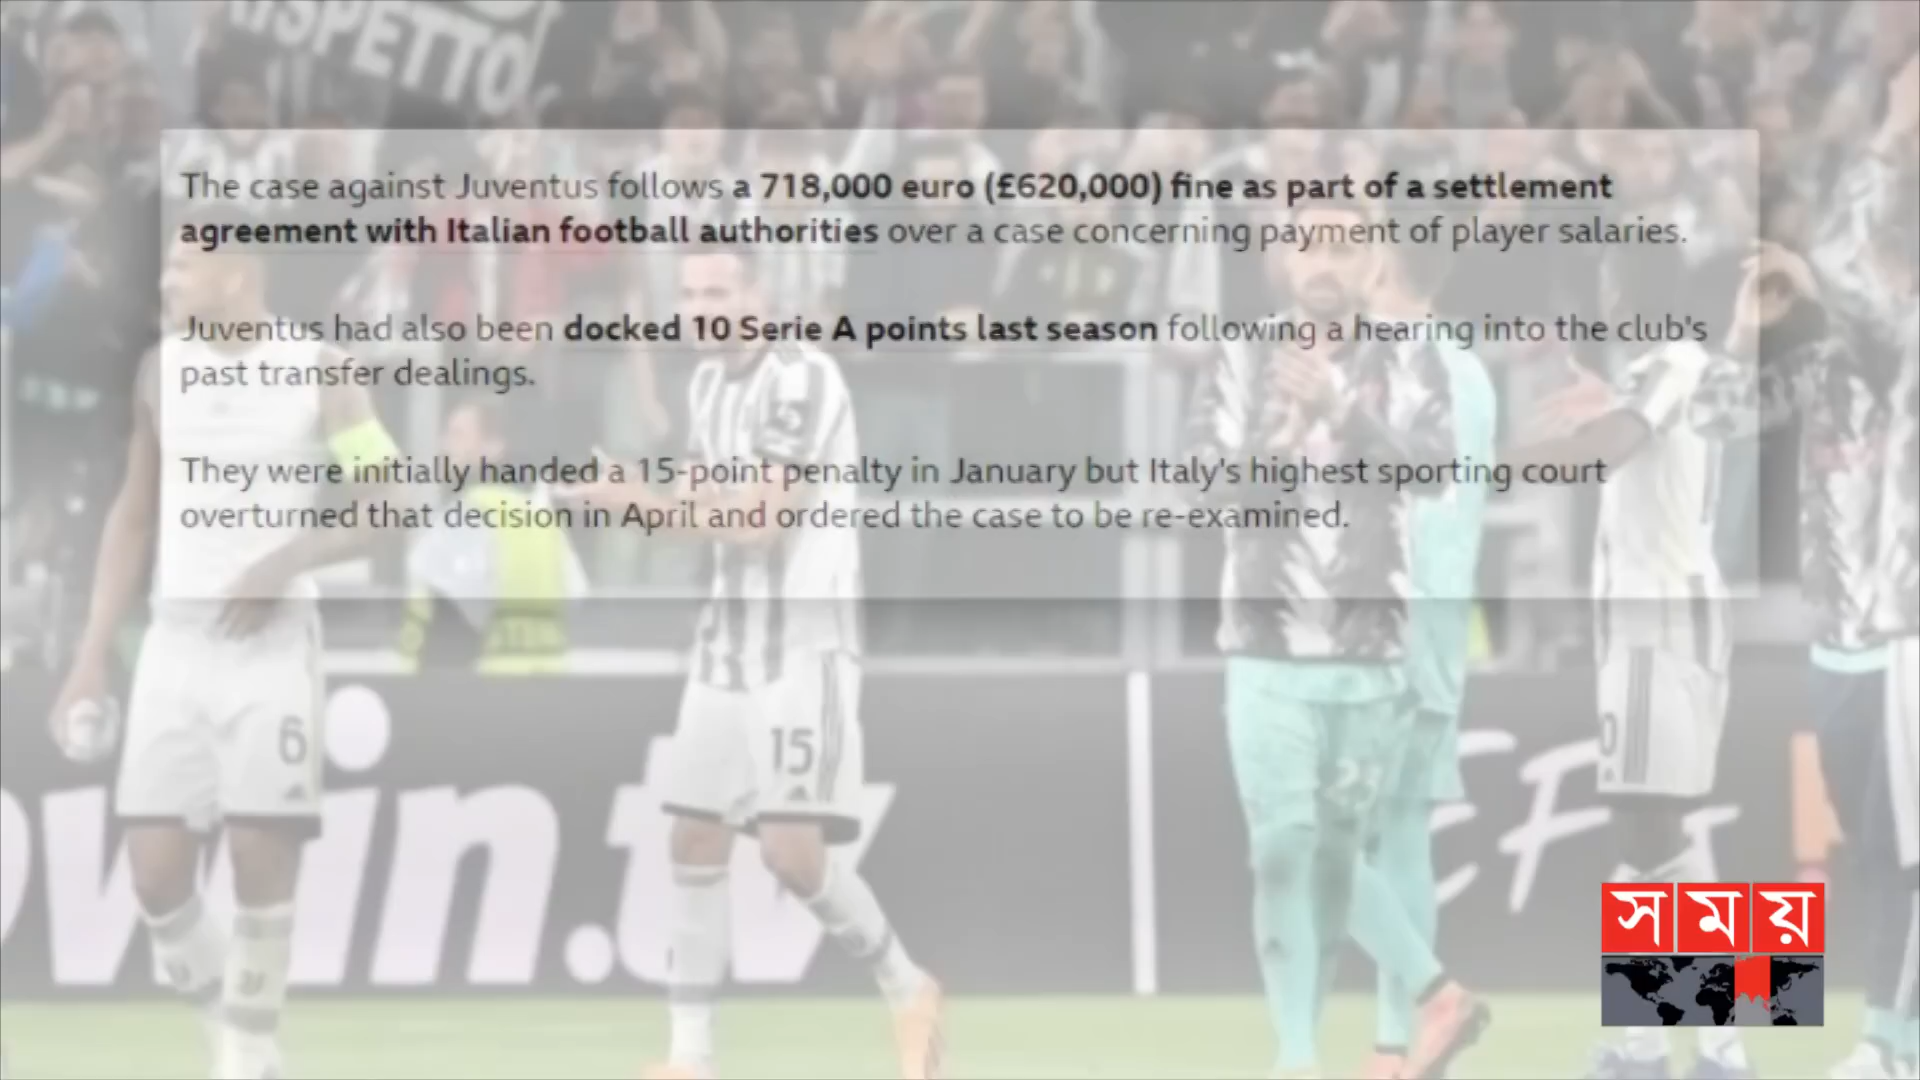 RISPETTO
The case against Juventus follows a 718,000 euro (£620,000) fine as part of a settlement
agreement with Italian football authorities over a case concerning payment of player salaries.
Juventus had also been docked 10 Serie A points last season following a hearing into the club's
past transfer dealings.
They were initially handed a 15-point penalty in January but Italy's highest sporting court
overturned that decision in April and ordered the case to be re-examined.
6
15
23
0
win.tv
সময়